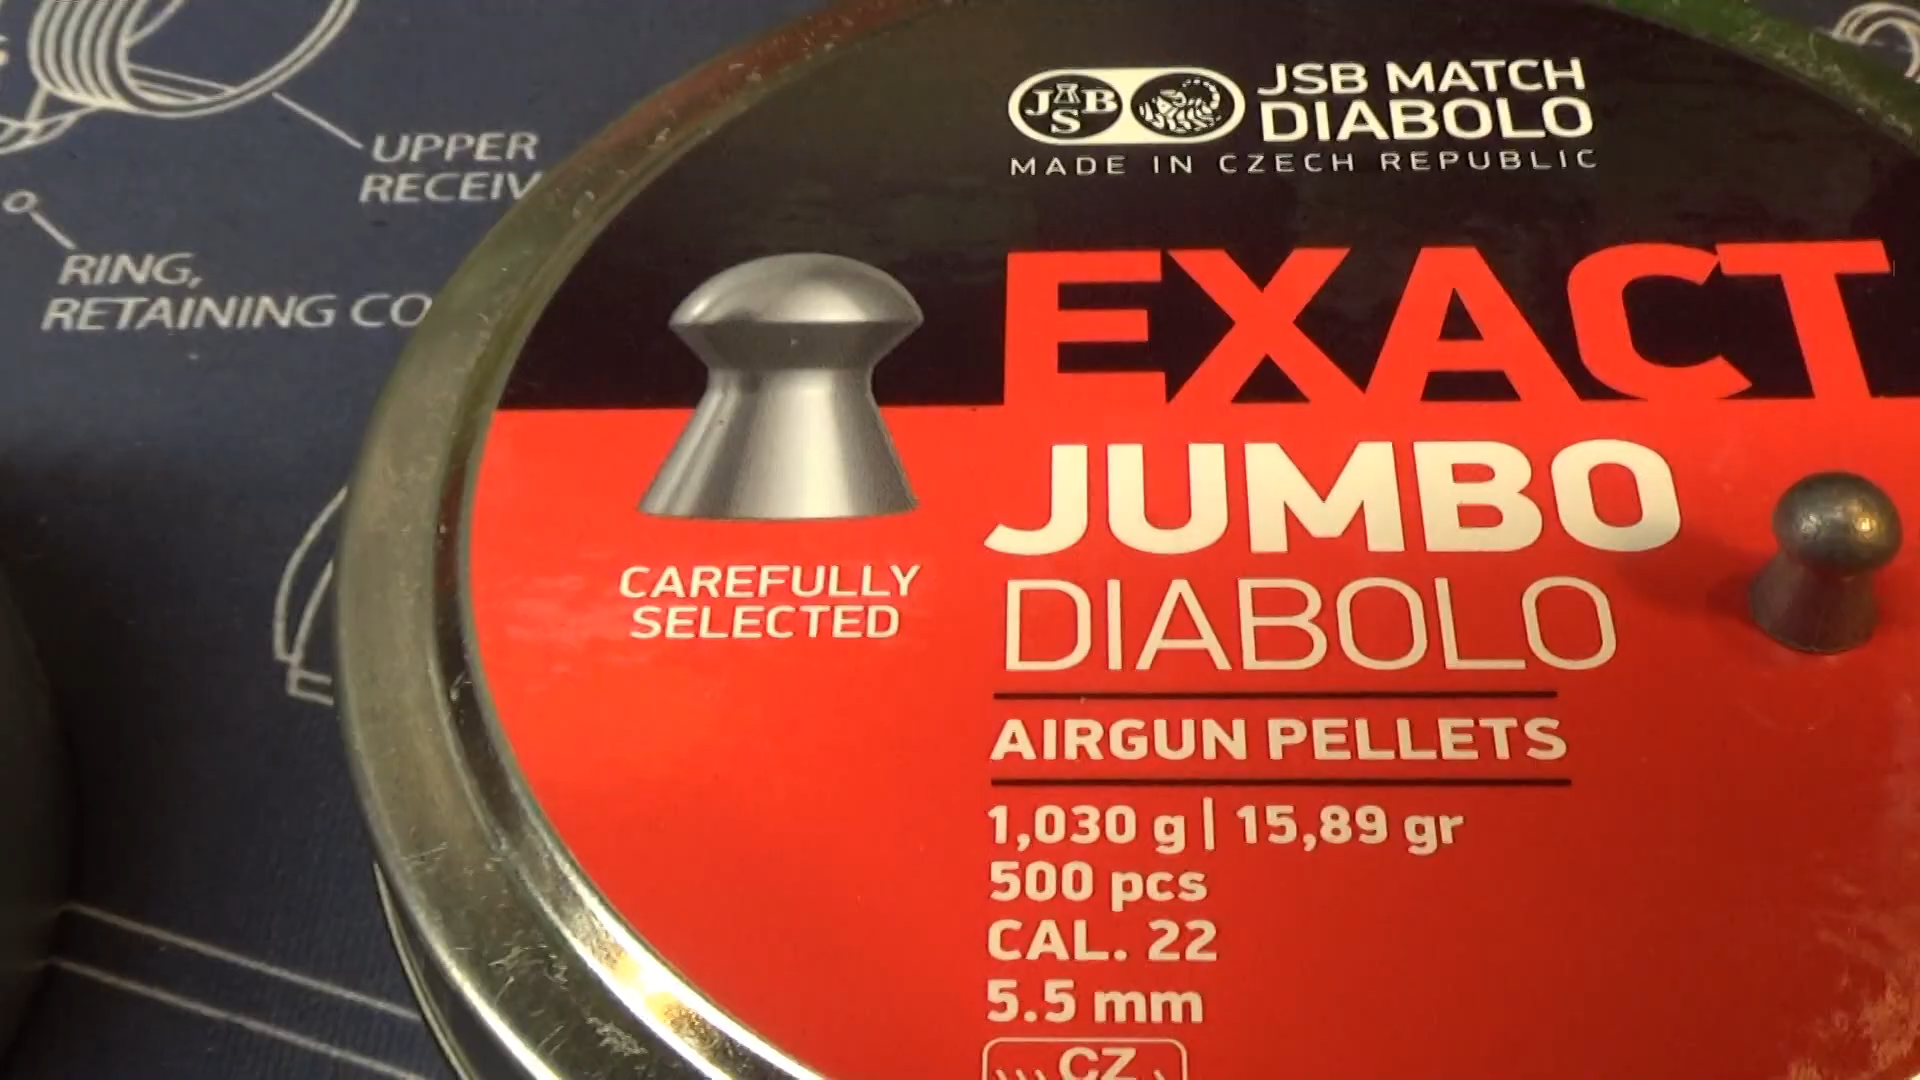 UPPER
RECEIV
RING,
RETAINING CO
JSB
JSB MATCH
DIABOLO
MADE IN CZECH REPUBLIC
EXACT
JUMBO
DIABOLO
CAREFULLY
SELECTED
AIRGUN PELLETS
1,030 g | 15,89 gr
500 pcs
CAL. 22
5.5 mm
CZ